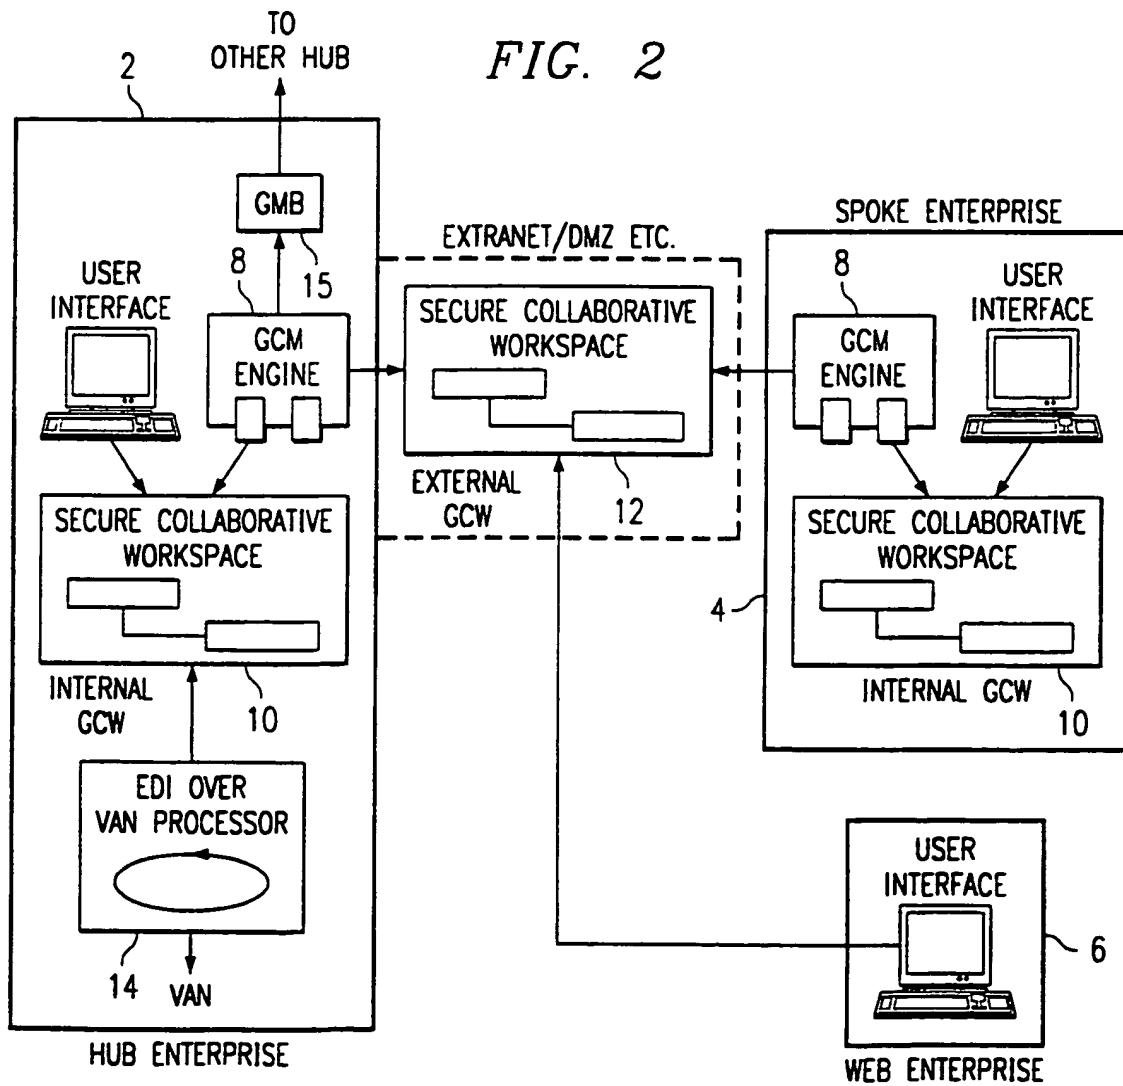 TO
OTHER HUB
FIG. 2
2
GMB
15
8
USER
INTERFACE
GCM
ENGINE
EXTRANET/DMZ ETC.
SECURE COLLABORATIVE
WORKSPACE
EXTERNAL
GCW
12
SECURE COLLABORATIVE
WORKSPACE
INTERNAL
GCW
10
EDI OVER
VAN PROCESSOR
14
VAN
HUB ENTERPRISE
SPOKE ENTERPRISE
8
GCM
ENGINE
USER
INTERFACE
SECURE COLLABORATIVE
WORKSPACE
4
INTERNAL GCW
10
USER
INTERFACE
6
WEB ENTERPRISE